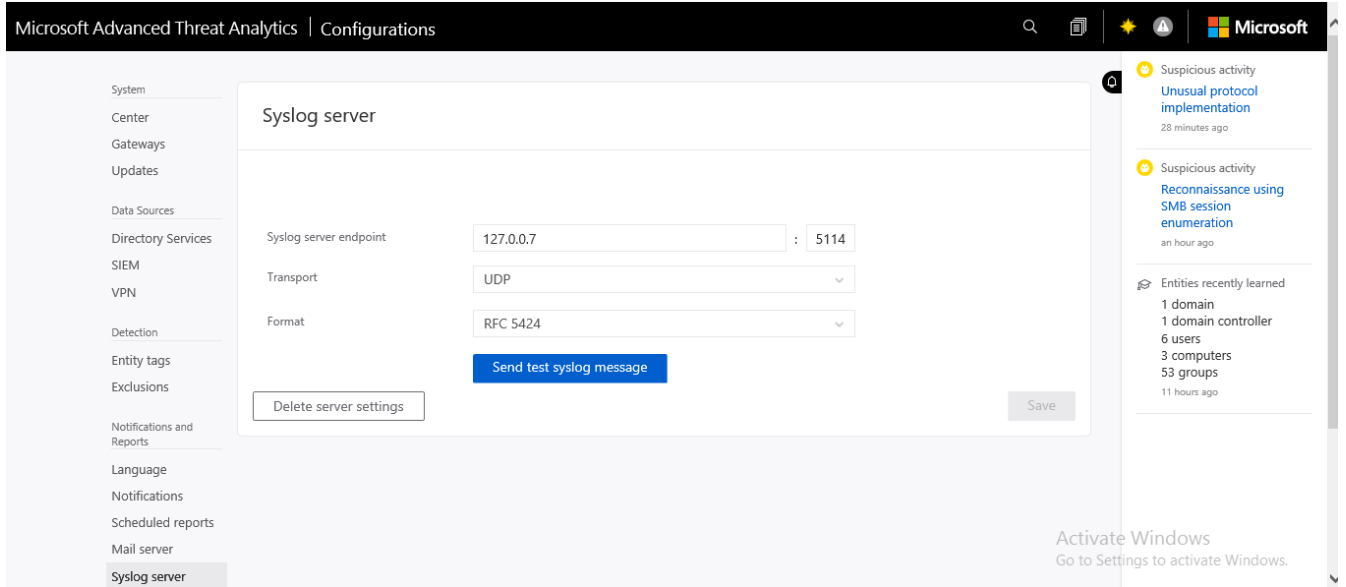 Microsoft Advanced Threat Analytics | Configurations
Microsoft
System
Center
Gateways
Updates
Data Sources
Directory Services
SIEM
VPN
Detection
Entity tags
Exclusions
Notifications and
Reports
Language
Notifications
Scheduled reports
Mail server
Syslog server
Syslog server
Syslog server endpoint
127.0.0.7 : 5114
Transport
UDP
Format
RFC 5424
Send test syslog message
Delete server settings
Save
Suspicious activity
Unusual protocol
implementation
28 minutes ago
Suspicious activity
Reconnaissance using
SMB session
enumeration
an hour ago
Entities recently learned
1 domain
1 domain controller
6 users
3 computers
53 groups
11 hours ago
Activate Windows
Go to Settings to activate Windows.